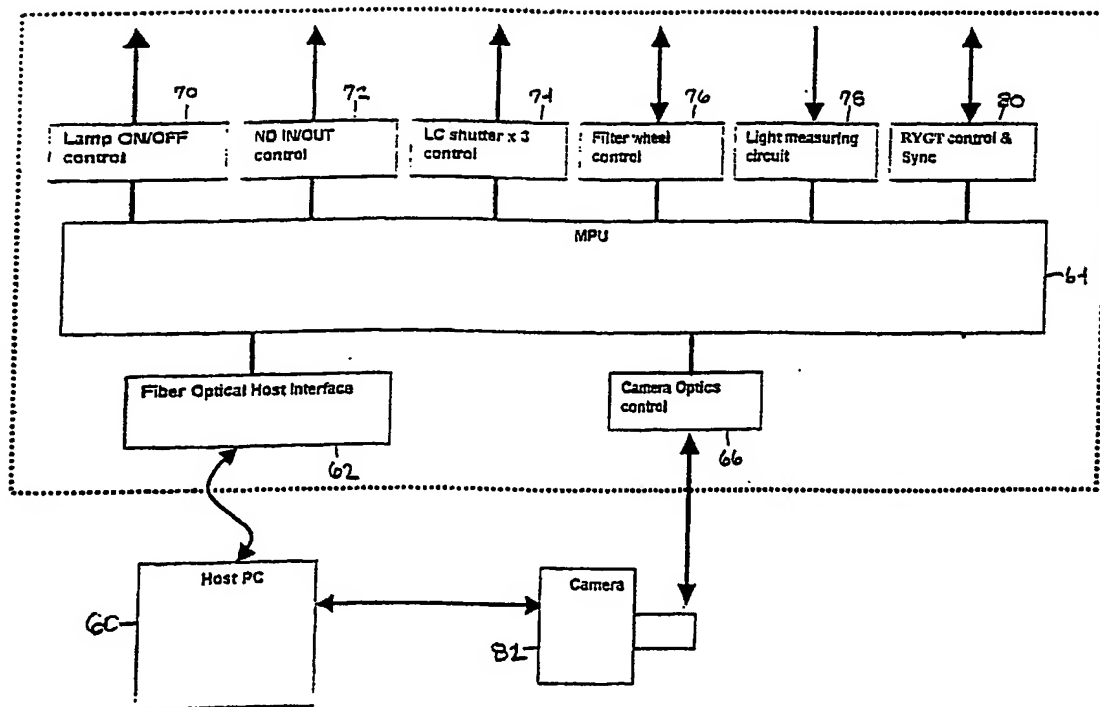 70
72
74
76
78
80
Lamp ON/OFF
control
ND IN/OUT
control
LC shutter x 3
control
Filter wheel
control
Light measuring
circuit
RYGT control &
Sync
MPU
64
Fiber Optical Host Interface
Camera Optics
control
62
66
Host PC
Camera
60
82